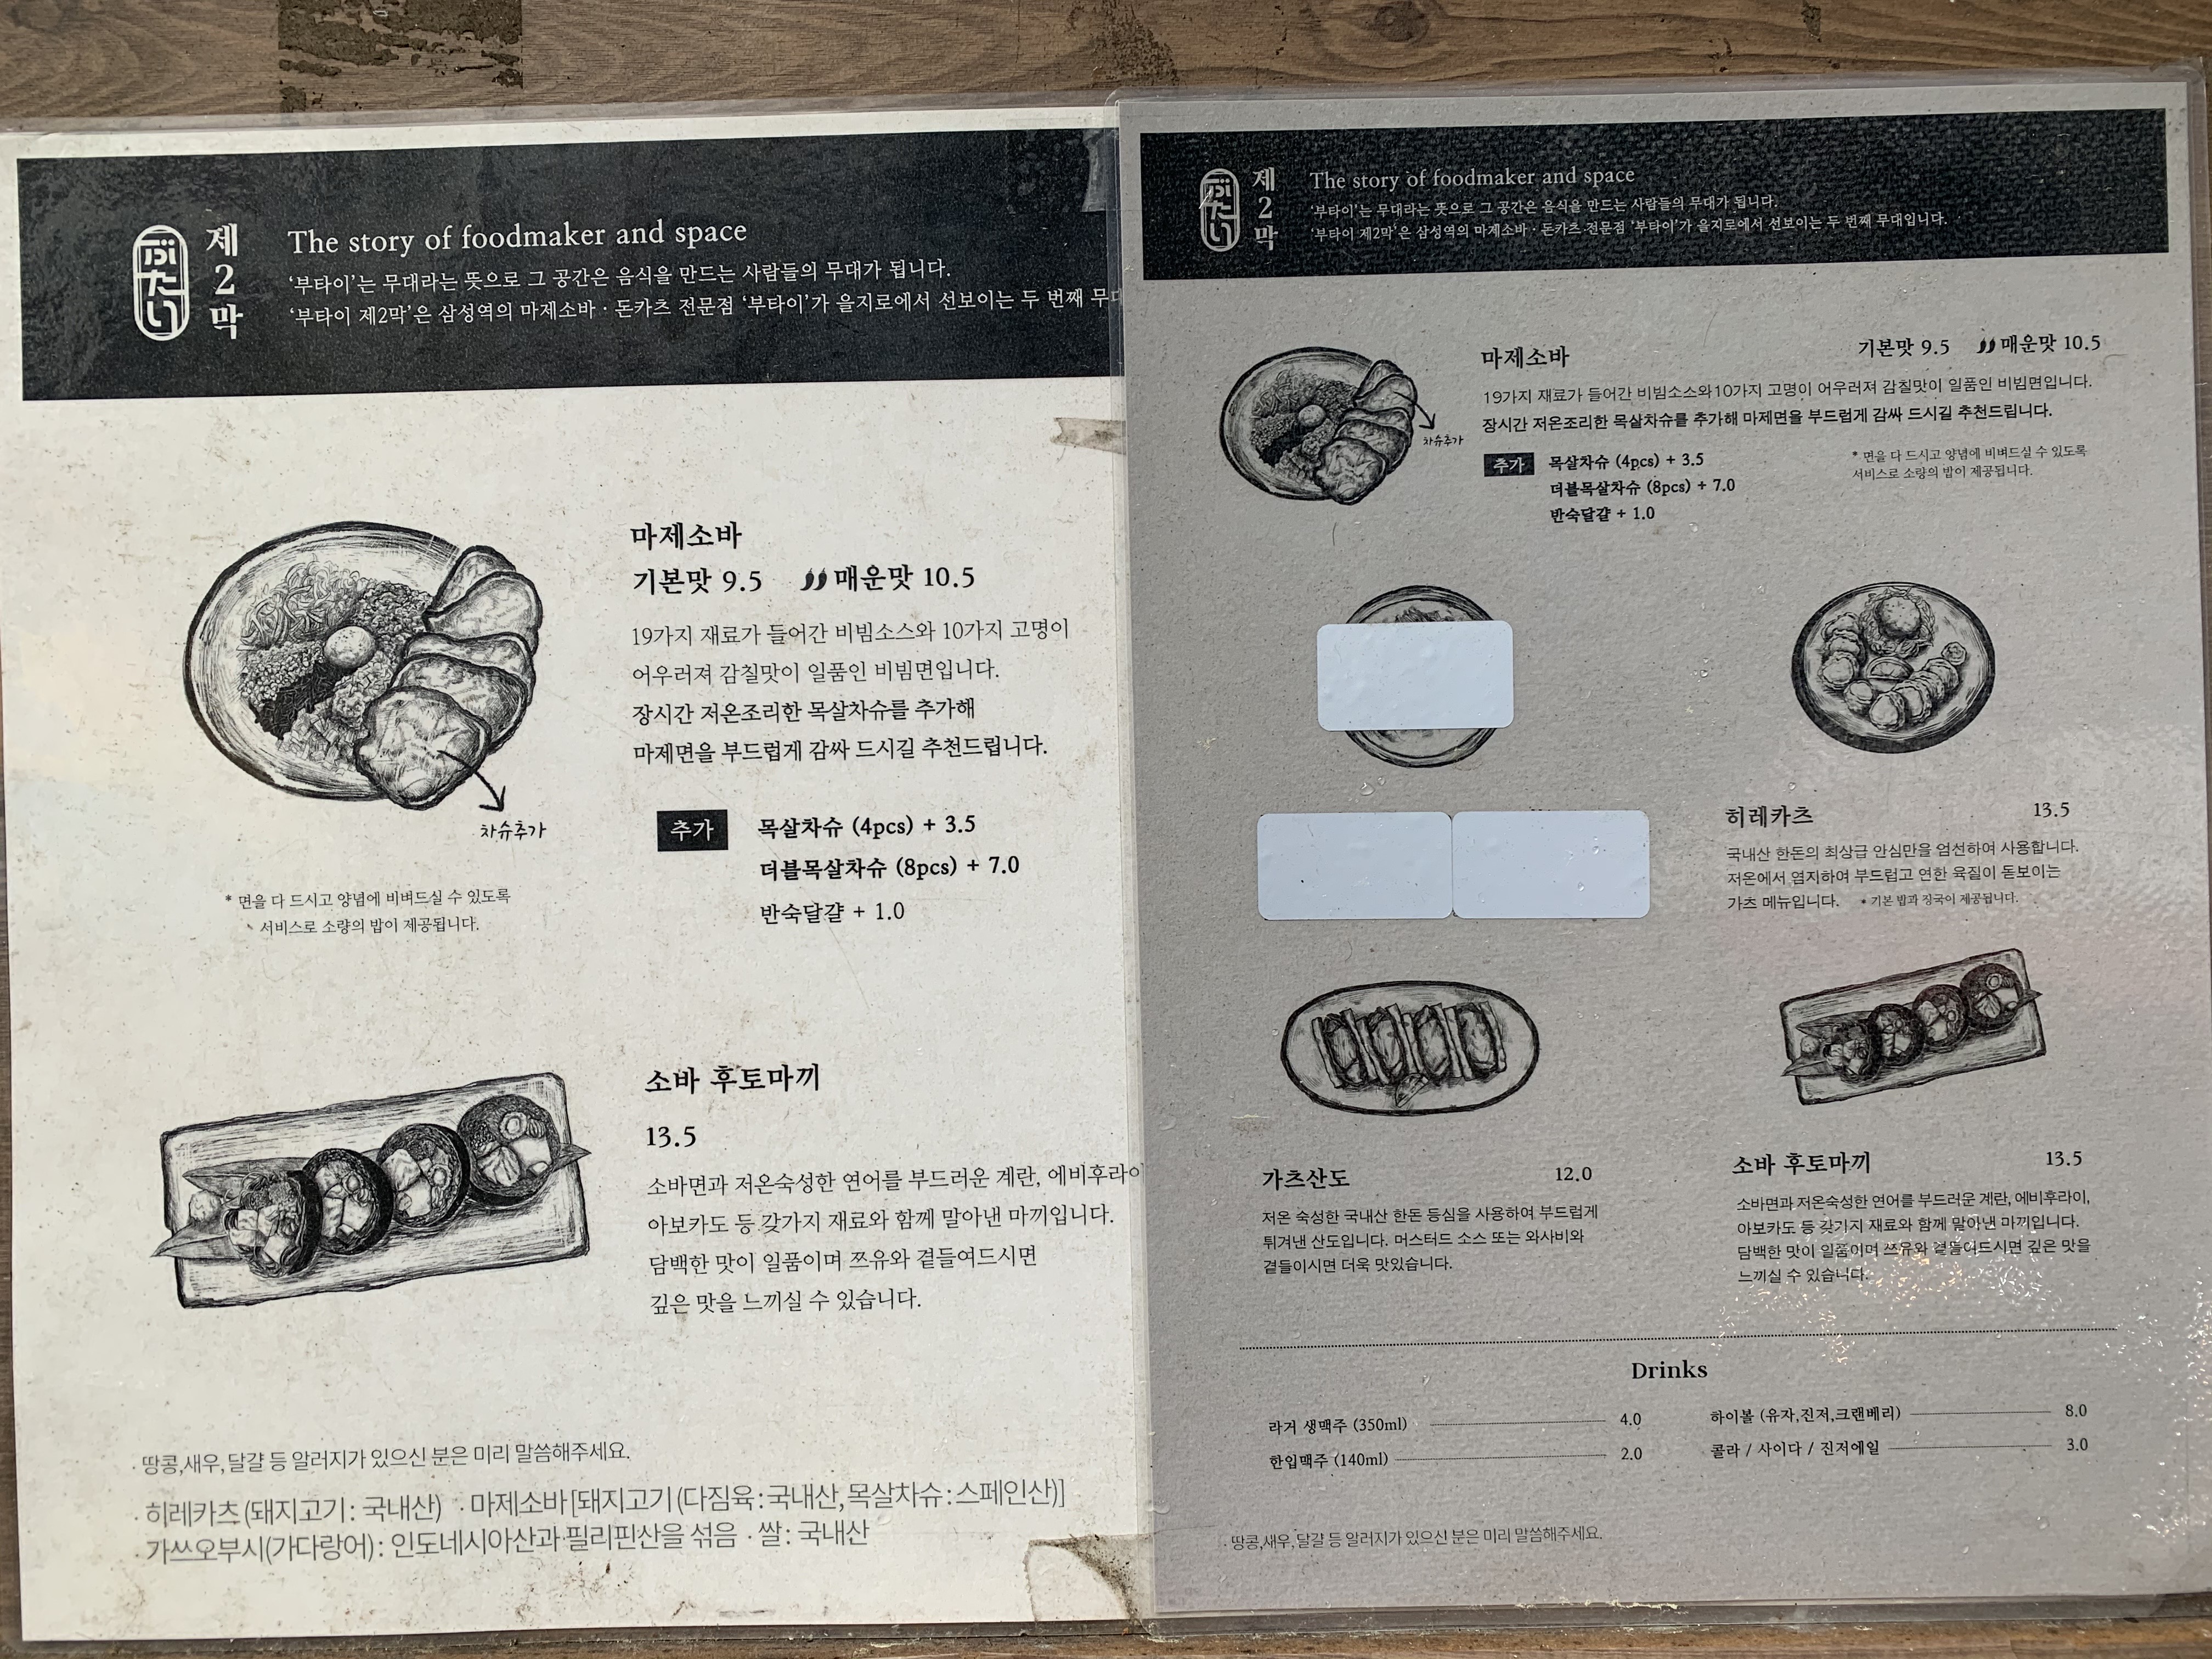 ぶたい
제2막
The story of foodmaker and space
‘부타이’는 무대라는 뜻으로 그 공간은 음식을 만드는 사람들의 무대가 됩니다.
‘부타이 제2막’은 삼성역의 마제소바 · 돈카츠 전문점 ‘부타이’가 을지로에서 선보이는 두 번째 무대
마제소바
기본맛 9.5 매운맛 10.5
19가지 재료가 들어간 비빔소스와 10가지 고명이
어우러져 감칠맛이 일품인 비빔면입니다.
장시간 저온조리한 목살차슈를 추가해
마제면을 부드럽게 감싸 드시길 추천드립니다.
차슈추가
추가 목살차슈 (4pcs) + 3.5
더블목살차슈 (8pcs) + 7.0
반숙달걀 + 1.0
* 면을 다 드시고 양념에 비벼드실 수 있도록
서비스로 소량의 밥이 제공됩니다.
소바 후토마끼
13.5
소바면과 저온숙성한 연어를 부드러운 계란, 에비후라이
아보카도 등 갖가지 재료와 함께 말아낸 마끼입니다.
담백한 맛이 일품이며 쯔유와 곁들여드시면
깊은 맛을 느끼실 수 있습니다.
· 땅콩,새우,달걀 등 알러지가 있으신 분은 미리 말씀해주세요.
· 히레카츠(돼지고기: 국내산) · 마제소바[돼지고기(다짐육:국내산,목살차슈:스페인산)]
· 가쓰오부시(가다랑어): 인도네시아산과 필리핀산을 섞음 · 쌀: 국내산
ぶたい
제2막
The story of foodmaker and space
‘부타이’는 무대라는 뜻으로 그 공간은 음식을 만드는 사람들의 무대가 됩니다.
‘부타이 제2막’은 삼성역의 마제소바 · 돈카츠 전문점 ‘부타이’가 을지로에서 선보이는 두 번째 무대입니다.
마제소바 기본맛 9.5 매운맛 10.5
19가지 재료가 들어간 비빔소스와10가지 고명이 어우러져 감칠맛이 일품인 비빔면입니다.
장시간 저온조리한 목살차슈를 추가해 마제면을 부드럽게 감싸 드시길 추천드립니다.
차슈추가
추가 목살차슈 (4pcs) + 3.5
더블목살차슈 (8pcs) + 7.0
반숙달걀 + 1.0
* 면을 다 드시고 양념에 비벼드실 수 있도록
서비스로 소량의 밥이 제공됩니다.
히레카츠 13.5
국내산 한돈의 최상급 안심만을 엄선하여 사용합니다.
저온에서 염지하여 부드럽고 연한 육질이 돋보이는
가츠 메뉴입니다. * 기본 밥과 장국이 제공됩니다.
가츠산도 12.0
저온 숙성한 국내산 한돈 등심을 사용하여 부드럽게
튀겨낸 산도입니다. 머스터드 소스 또는 와사비와
곁들이시면 더욱 맛있습니다.
소바 후토마끼 13.5
소바면과 저온숙성한 연어를 부드러운 계란, 에비후라이,
아보카도 등 갖가지 재료와 함께 말아낸 마끼입니다.
담백한 맛이 일품이며 쯔유와 곁들여드시면 깊은 맛을
느끼실 수 있습니다.
Drinks
라거 생맥주 (350ml) 4.0
한입맥주 (140ml) 2.0
하이볼 (유자,진저,크랜베리) 8.0
콜라 / 사이다 / 진저에일 3.0
· 땅콩,새우,달걀 등 알러지가 있으신 분은 미리 말씀해주세요.